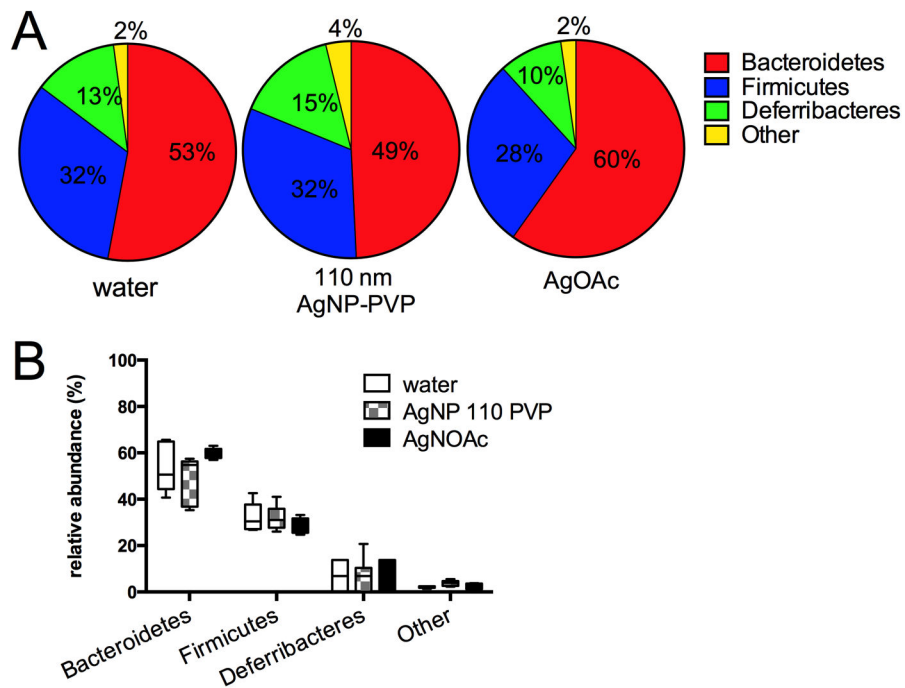 A
2%
13%
53%
32%
water
4%
15%
49%
32%
110 nm
AgNP-PVP
2%
10%
28%
60%
AgOAc
Bacteroidetes
Firmicutes
Deferribacteres
Other
B
relative abundance (%)
100
80
60
40
20
0
water
AgNP 110 PVP
AgNOAc
Bacteroidetes
Firmicutes
Deferribacteres
Other